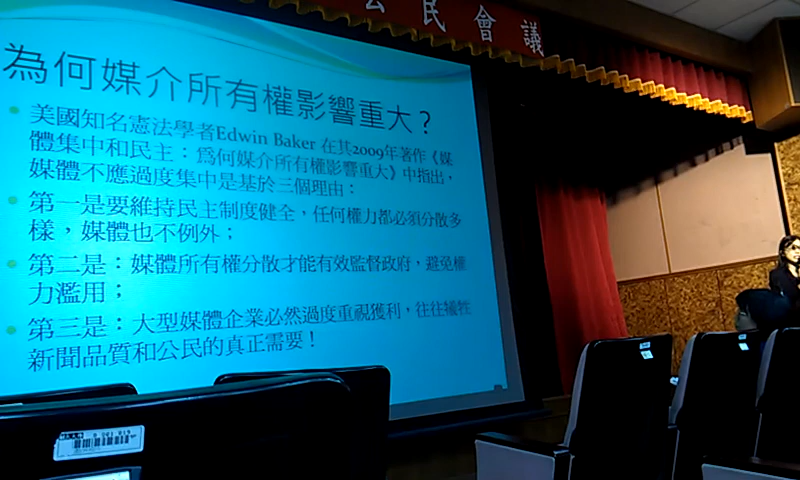 公民會議
為何媒介所有權影響重大？
• 美國知名憲法學者Edwin Baker 在其2009年著作《媒
體集中和民主：為何媒介所有權影響重大》中指出，
媒體不應過度集中是基於三個理由：
• 第一是要維持民主制度健全，任何權力都必須分散多
樣，媒體也不例外；
• 第二是：媒體所有權分散才能有效監督政府，避免權
力濫用；
• 第三是：大型媒體企業必然過度重視獲利，往往犧牲
新聞品質和公民的真正需要！